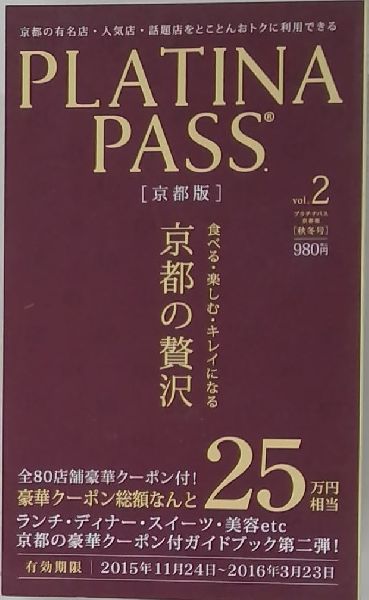 京都の有名店・人気店・話題店をとことんおトクに利用できる
PLATINA
PASS®
［京都版］
vol.2
プラチナパス
京都版
［秋冬号］
980円
食べる・楽しむ・キレイになる
京都の贅沢
全80店舗豪華クーポン付！
豪華クーポン総額なんと
25万円相当
ランチ・ディナー・スイーツ・美容etc
京都の豪華クーポン付ガイドブック第二弾！
有効期限｜2015年11月24日～2016年3月23日